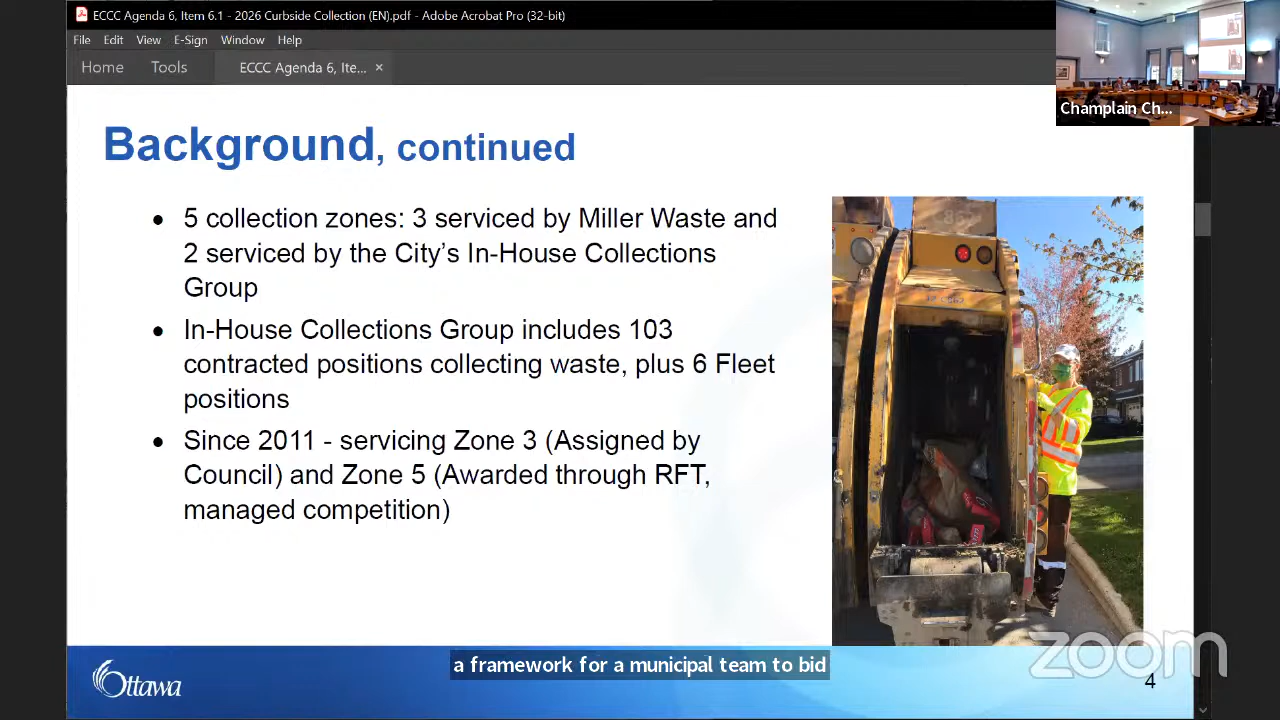 ECCC Agenda 6, Item 6.1 - 2026 Curbside Collection (EN).pdf - Adobe Acrobat Pro (32-bit)
File Edit View E-Sign Window Help
Home Tools ECCC Agenda 6, Ite... ×
Champlain Ch...
Background, continued
• 5 collection zones: 3 serviced by Miller Waste and
2 serviced by the City's In-House Collections
Group
• In-House Collections Group includes 103
contracted positions collecting waste, plus 6 Fleet
positions
• Since 2011 - servicing Zone 3 (Assigned by
Council) and Zone 5 (Awarded through RFT,
managed competition)
a framework for a municipal team to bid
zoom
Ottawa
4